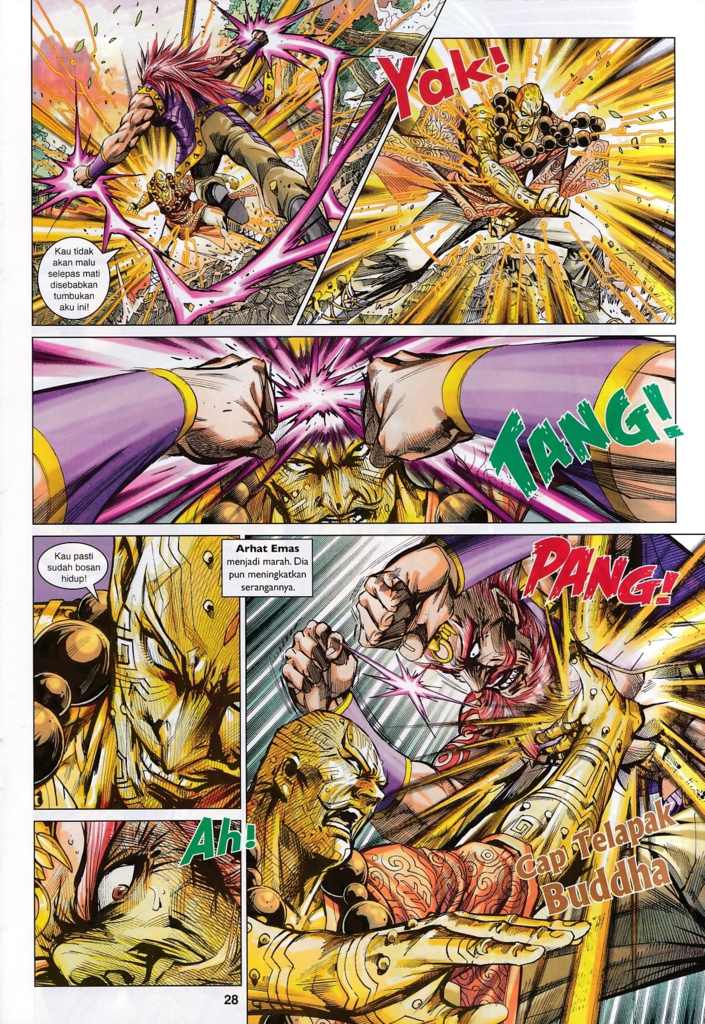 Yak!
Kau tidak
akan malu
selepas mati
disebabkan
tumbukan
aku ini!
TANG!
Kau pasti
sudah bosan
hidup!
Arhat Emas
menjadi marah. Dia
pun meningkatkan
serangannya.
PANG!
Ah!
Cap Telapak
Buddha
28